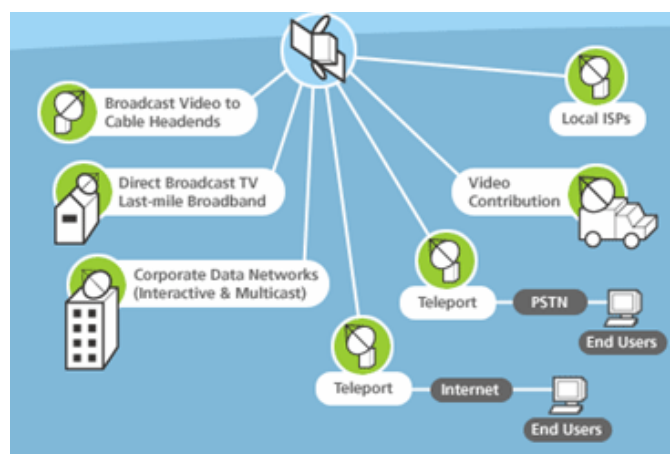 Broadcast Video to
Cable Headends
Local ISPs
Direct Broadcast TV
Last-mile Broadband
Video
Contribution
Corporate Data Networks
(Interactive & Multicast)
Teleport
PSTN
End Users
Teleport
Internet
End Users